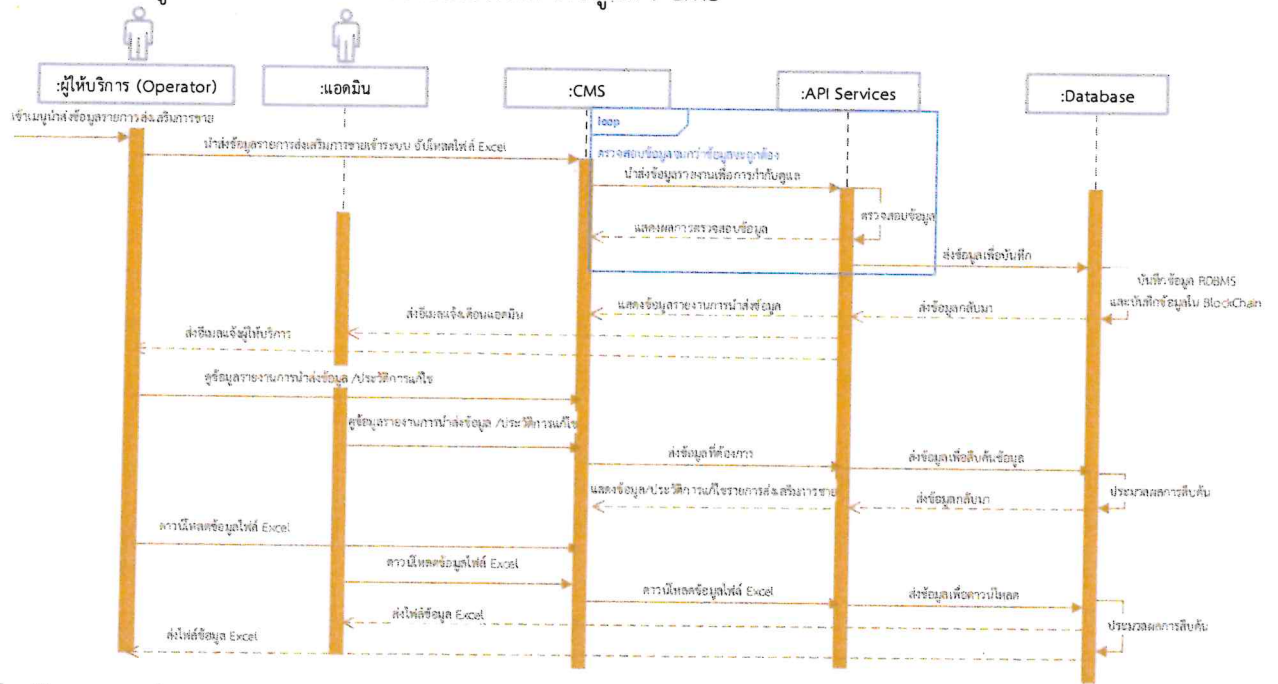 CMS
:ผู้ให้บริการ (Operator)
:แอดมิน
:CMS
:API Services
:Database
เข้าเมนูนำส่งข้อมูลรายการส่งเสริมการขาย
loop
นำส่งข้อมูลรายการส่งเสริมการขายเข้าระบบ อัปโหลดไฟล์ Excel
ตรวจสอบข้อมูลจนกว่าข้อมูลจะถูกต้อง
นำส่งข้อมูลรายงานเพื่อการกำกับดูแล
ตรวจสอบข้อมูล
แสดงผลการตรวจสอบข้อมูล
ส่งข้อมูลเพื่อบันทึก
บันทึกข้อมูล RDBMS
และบันทึกข้อมูลใน BlockChain
แสดงข้อมูลรายงานการนำส่งข้อมูล
ส่งข้อมูลกลับมา
ส่งอีเมลแจ้งเตือนแอดมิน
ส่งอีเมลแจ้งผู้ให้บริการ
ดูข้อมูลรายงานการนำส่งข้อมูล /ประวัติการแก้ไข
ดูข้อมูลรายงานการนำส่งข้อมูล /ประวัติการแก้ไข
ส่งข้อมูลที่ต้องการ
ส่งข้อมูลเพื่อสืบค้นข้อมูล
แสดงข้อมูล/ประวัติการแก้ไขรายการส่งเสริมการขาย
ส่งข้อมูลกลับมา
ประมวลผลการสืบค้น
ดาวน์โหลดข้อมูลไฟล์ Excel
ดาวน์โหลดข้อมูลไฟล์ Excel
ดาวน์โหลดข้อมูลไฟล์ Excel
ส่งข้อมูลเพื่อดาวน์โหลด
ส่งไฟล์ข้อมูล Excel
ประมวลผลการสืบค้น
ส่งไฟล์ข้อมูล Excel